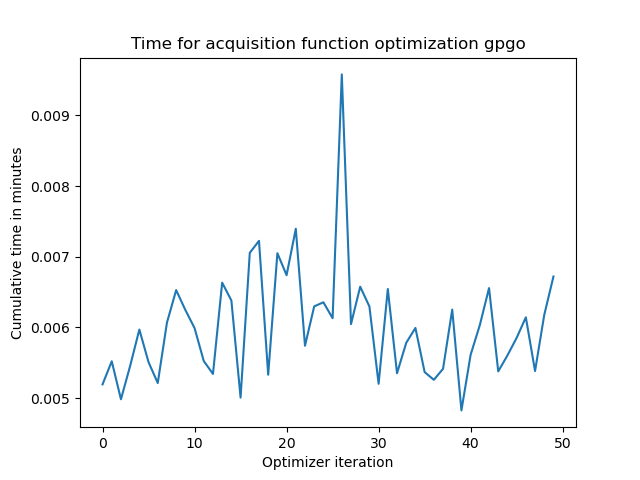 Time for acquisition function optimization gpgo
Cumulative time in minutes
0.009
0.008
0.007
0.006
0.005
0 10 20 30 40 50
Optimizer iteration